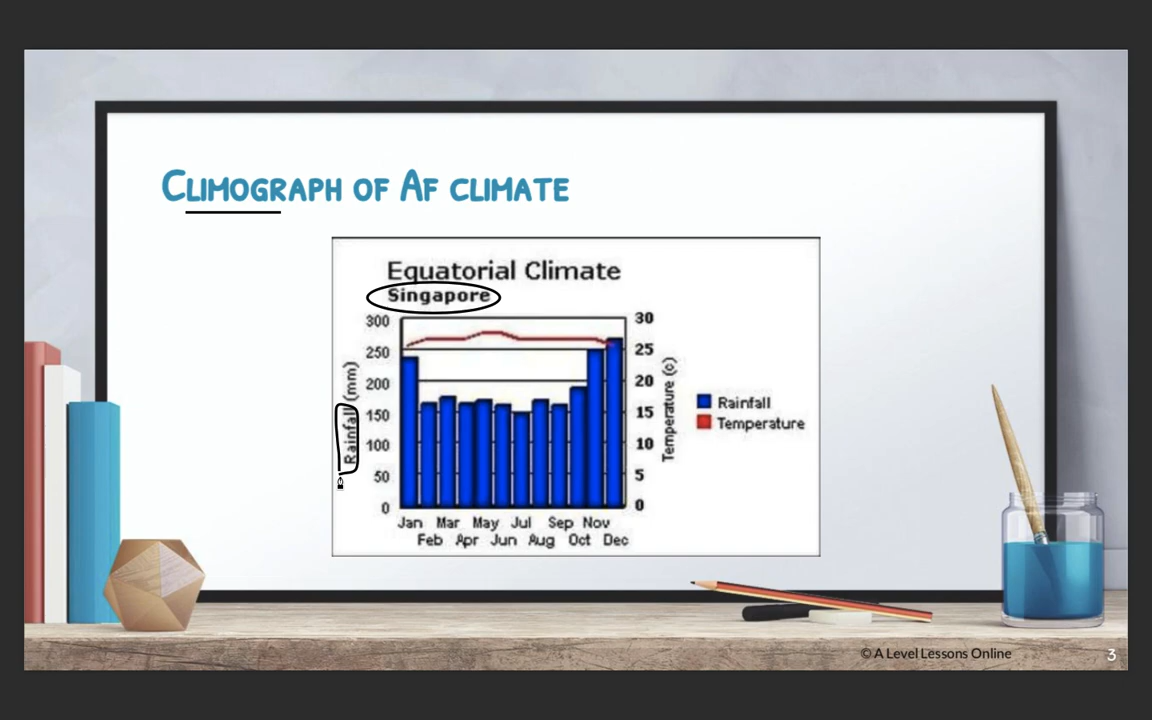 Climograph of Af climate
Equatorial Climate
Singapore
300
250
200
150
100
50
0
Rainfall (mm)
30
25
20
15
10
5
0
Temperature (c)
Rainfall
Temperature
Jan Mar May Jul Sep Nov
Feb Apr Jun Aug Oct Dec
© A Level Lessons Online
3